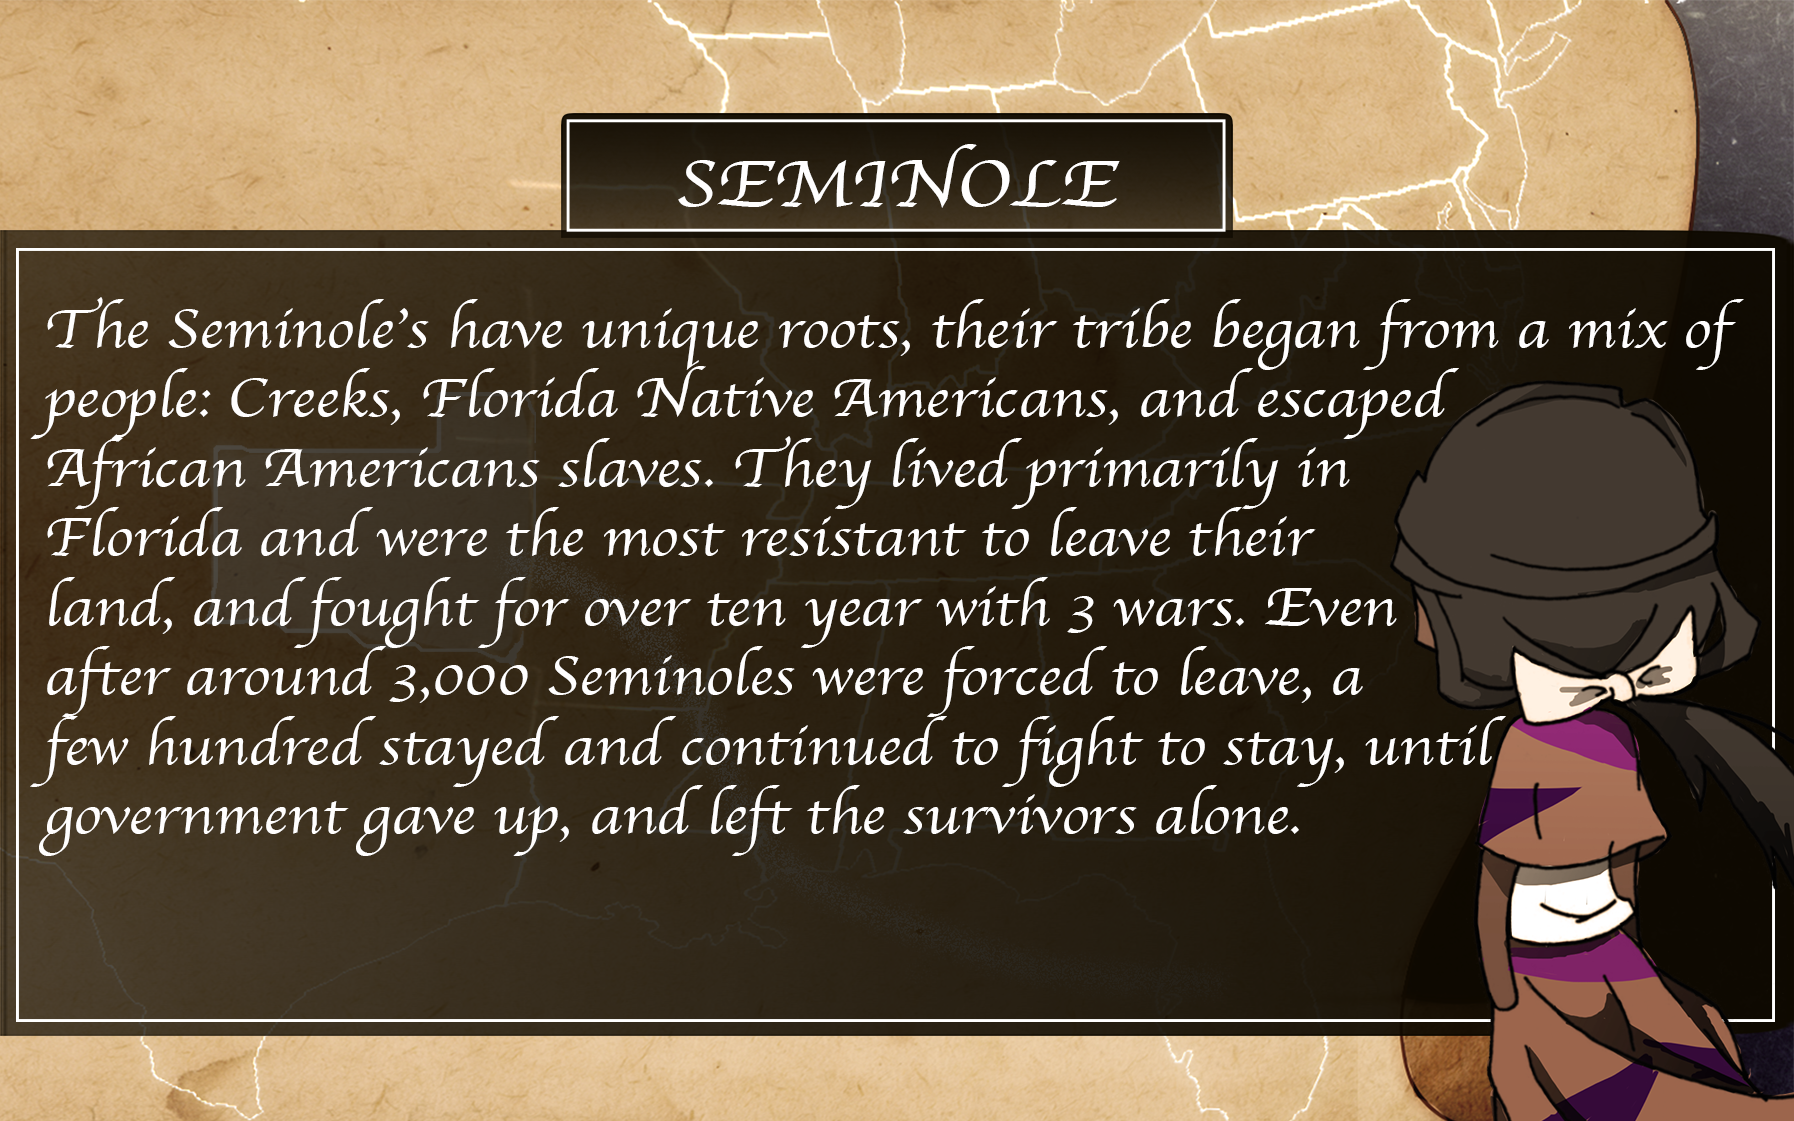 SEMINOLE
The Seminole's have unique roots, their tribe began from a mix of
people: Creeks, Florida Native Americans, and escaped
African Americans slaves. They lived primarily in
Florida and were the most resistant to leave their
land, and fought for over ten year with 3 wars. Even
after around 3,000 Seminoles were forced to leave, a
few hundred stayed and continued to fight to stay, until
government gave up, and left the survivors alone.